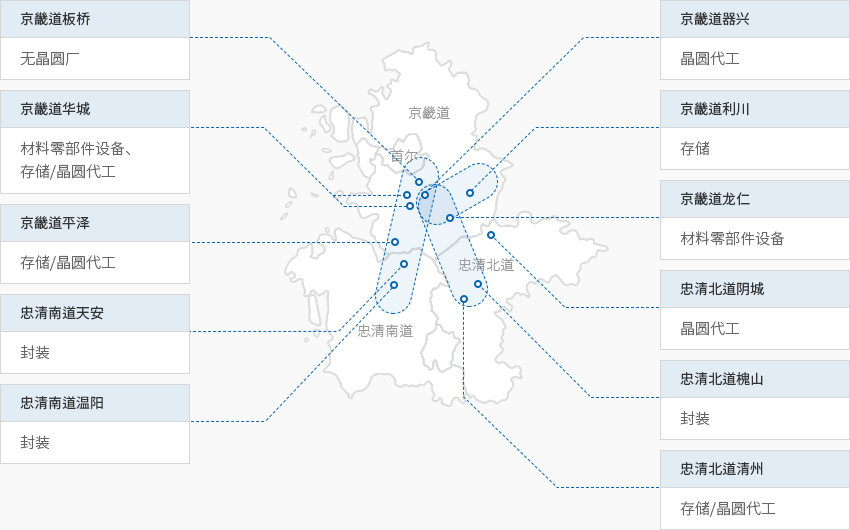 京畿道板桥
无晶圆厂
京畿道华城
材料零部件设备、
存储/晶圆代工
京畿道平泽
存储/晶圆代工
忠清南道天安
封装
忠清南道温阳
封装
京畿道
首尔
忠清北道
忠清南道
京畿道器兴
晶圆代工
京畿道利川
存储
京畿道龙仁
材料零部件设备
忠清北道阴城
晶圆代工
忠清北道槐山
封装
忠清北道清州
存储/晶圆代工